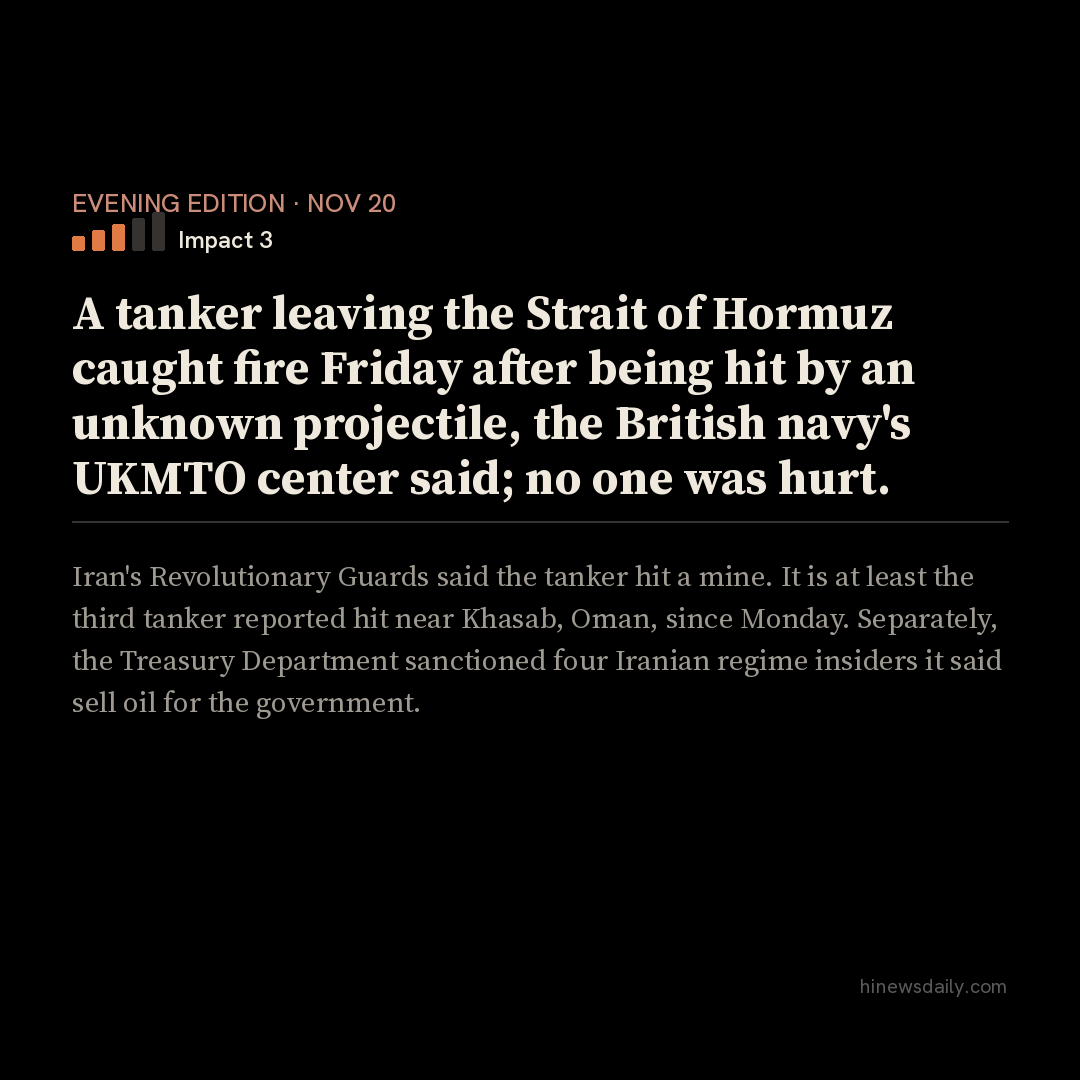 EVENING EDITION · NOV 20
Impact 3
A tanker leaving the Strait of Hormuz
caught fire Friday after being hit by an
unknown projectile, the British navy's
UKMTO center said; no one was hurt.
Iran's Revolutionary Guards said the tanker hit a mine. It is at least the
third tanker reported hit near Khasab, Oman, since Monday. Separately,
the Treasury Department sanctioned four Iranian regime insiders it said
sell oil for the government.
hinewsdaily.com